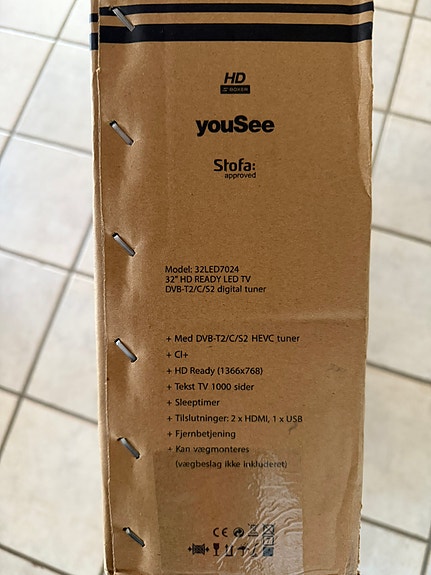 HD
BOXER
youSee
Stofa:
approved
Model: 32LED7024
32" HD READY LED TV
DVB-T2/C/S2 digital tuner
+ Med DVB-T2/C/S2 HEVC tuner
+ CI+
+ HD Ready (1366x768)
+ Tekst TV 1000 sider
+ Sleeptimer
+ Tilslutninger: 2 x HDMI, 1 x USB
+ Fjernbetjening
+ Kan vægmonteres
(vægbeslag ikke inkluderet)
CE